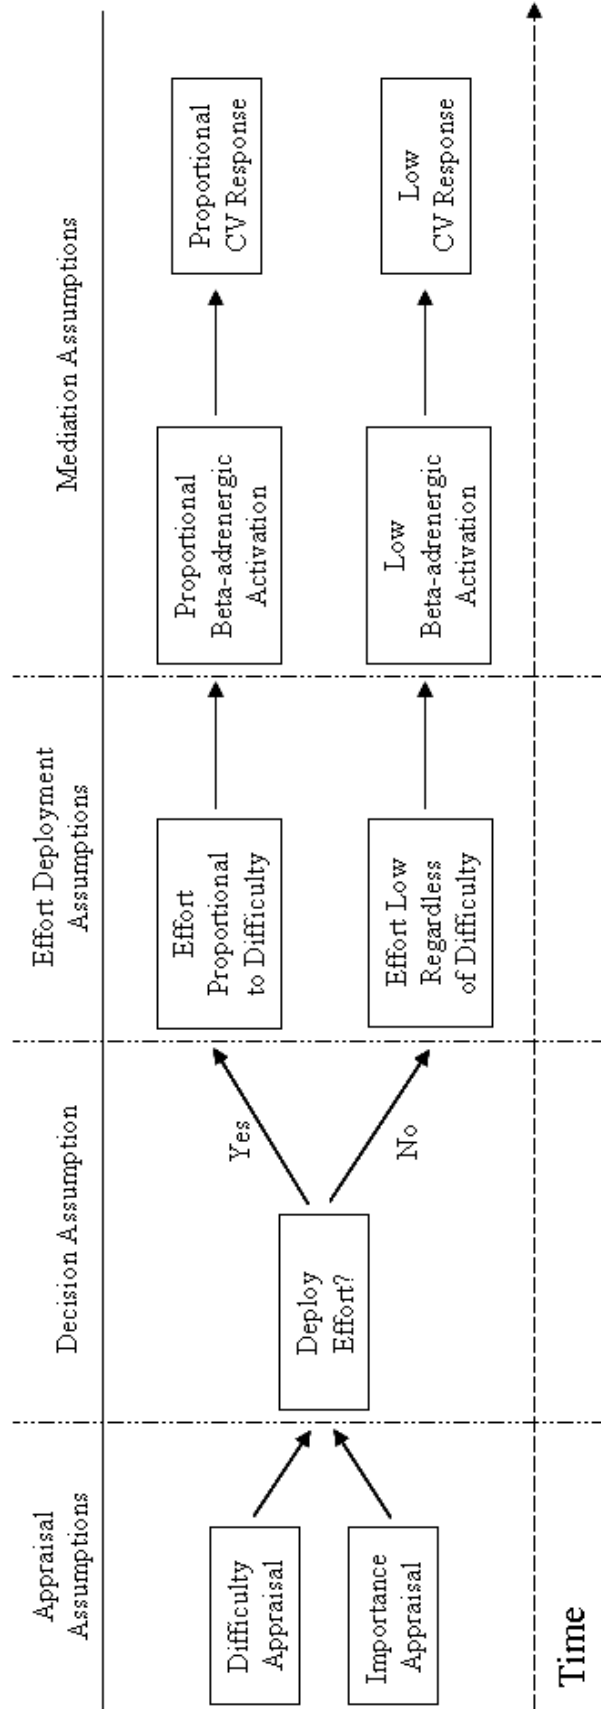 Appraisal
Assumptions
Decision Assumption
Effort Deployment
Assumptions
Mediation Assumptions
Difficulty
Appraisal
Importance
Appraisal
Deploy
Effort?
Yes
No
Effort
Proportional
to Difficulty
Effort Low
Regardless
of Difficulty
Proportional
Beta-adrenergic
Activation
Low
Beta-adrenergic
Activation
Proportional
CV Response
Low
CV Response
Time